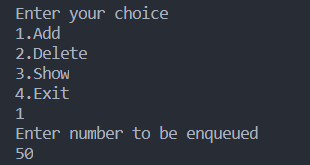 Enter your choice
1.Add
2.Delete
3.Show
4.Exit
1
Enter number to be enqueued
50